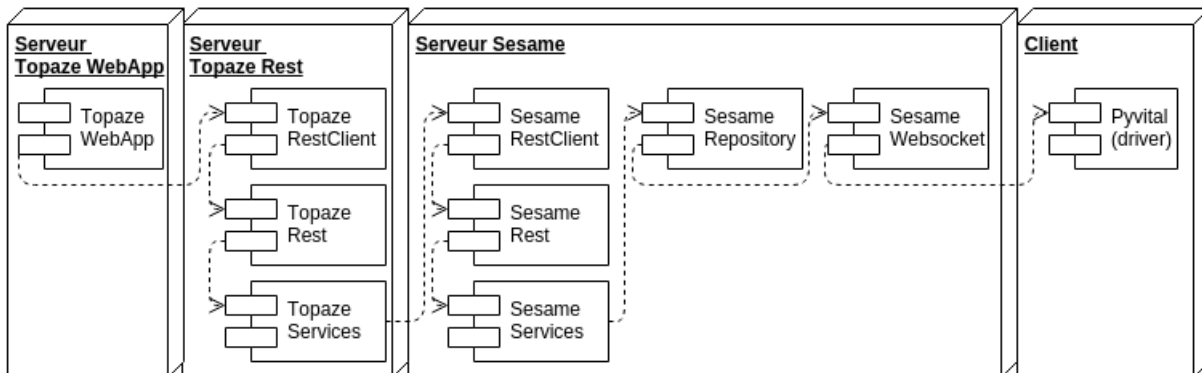 Serveur
Topaze WebApp
Topaze
WebApp
Serveur
Topaze Rest
Topaze
RestClient
Topaze
Rest
Topaze
Services
Serveur Sesame
Sesame
RestClient
Sesame
Rest
Sesame
Services
Sesame
Repository
Sesame
Websocket
Client
Pyvital
(driver)